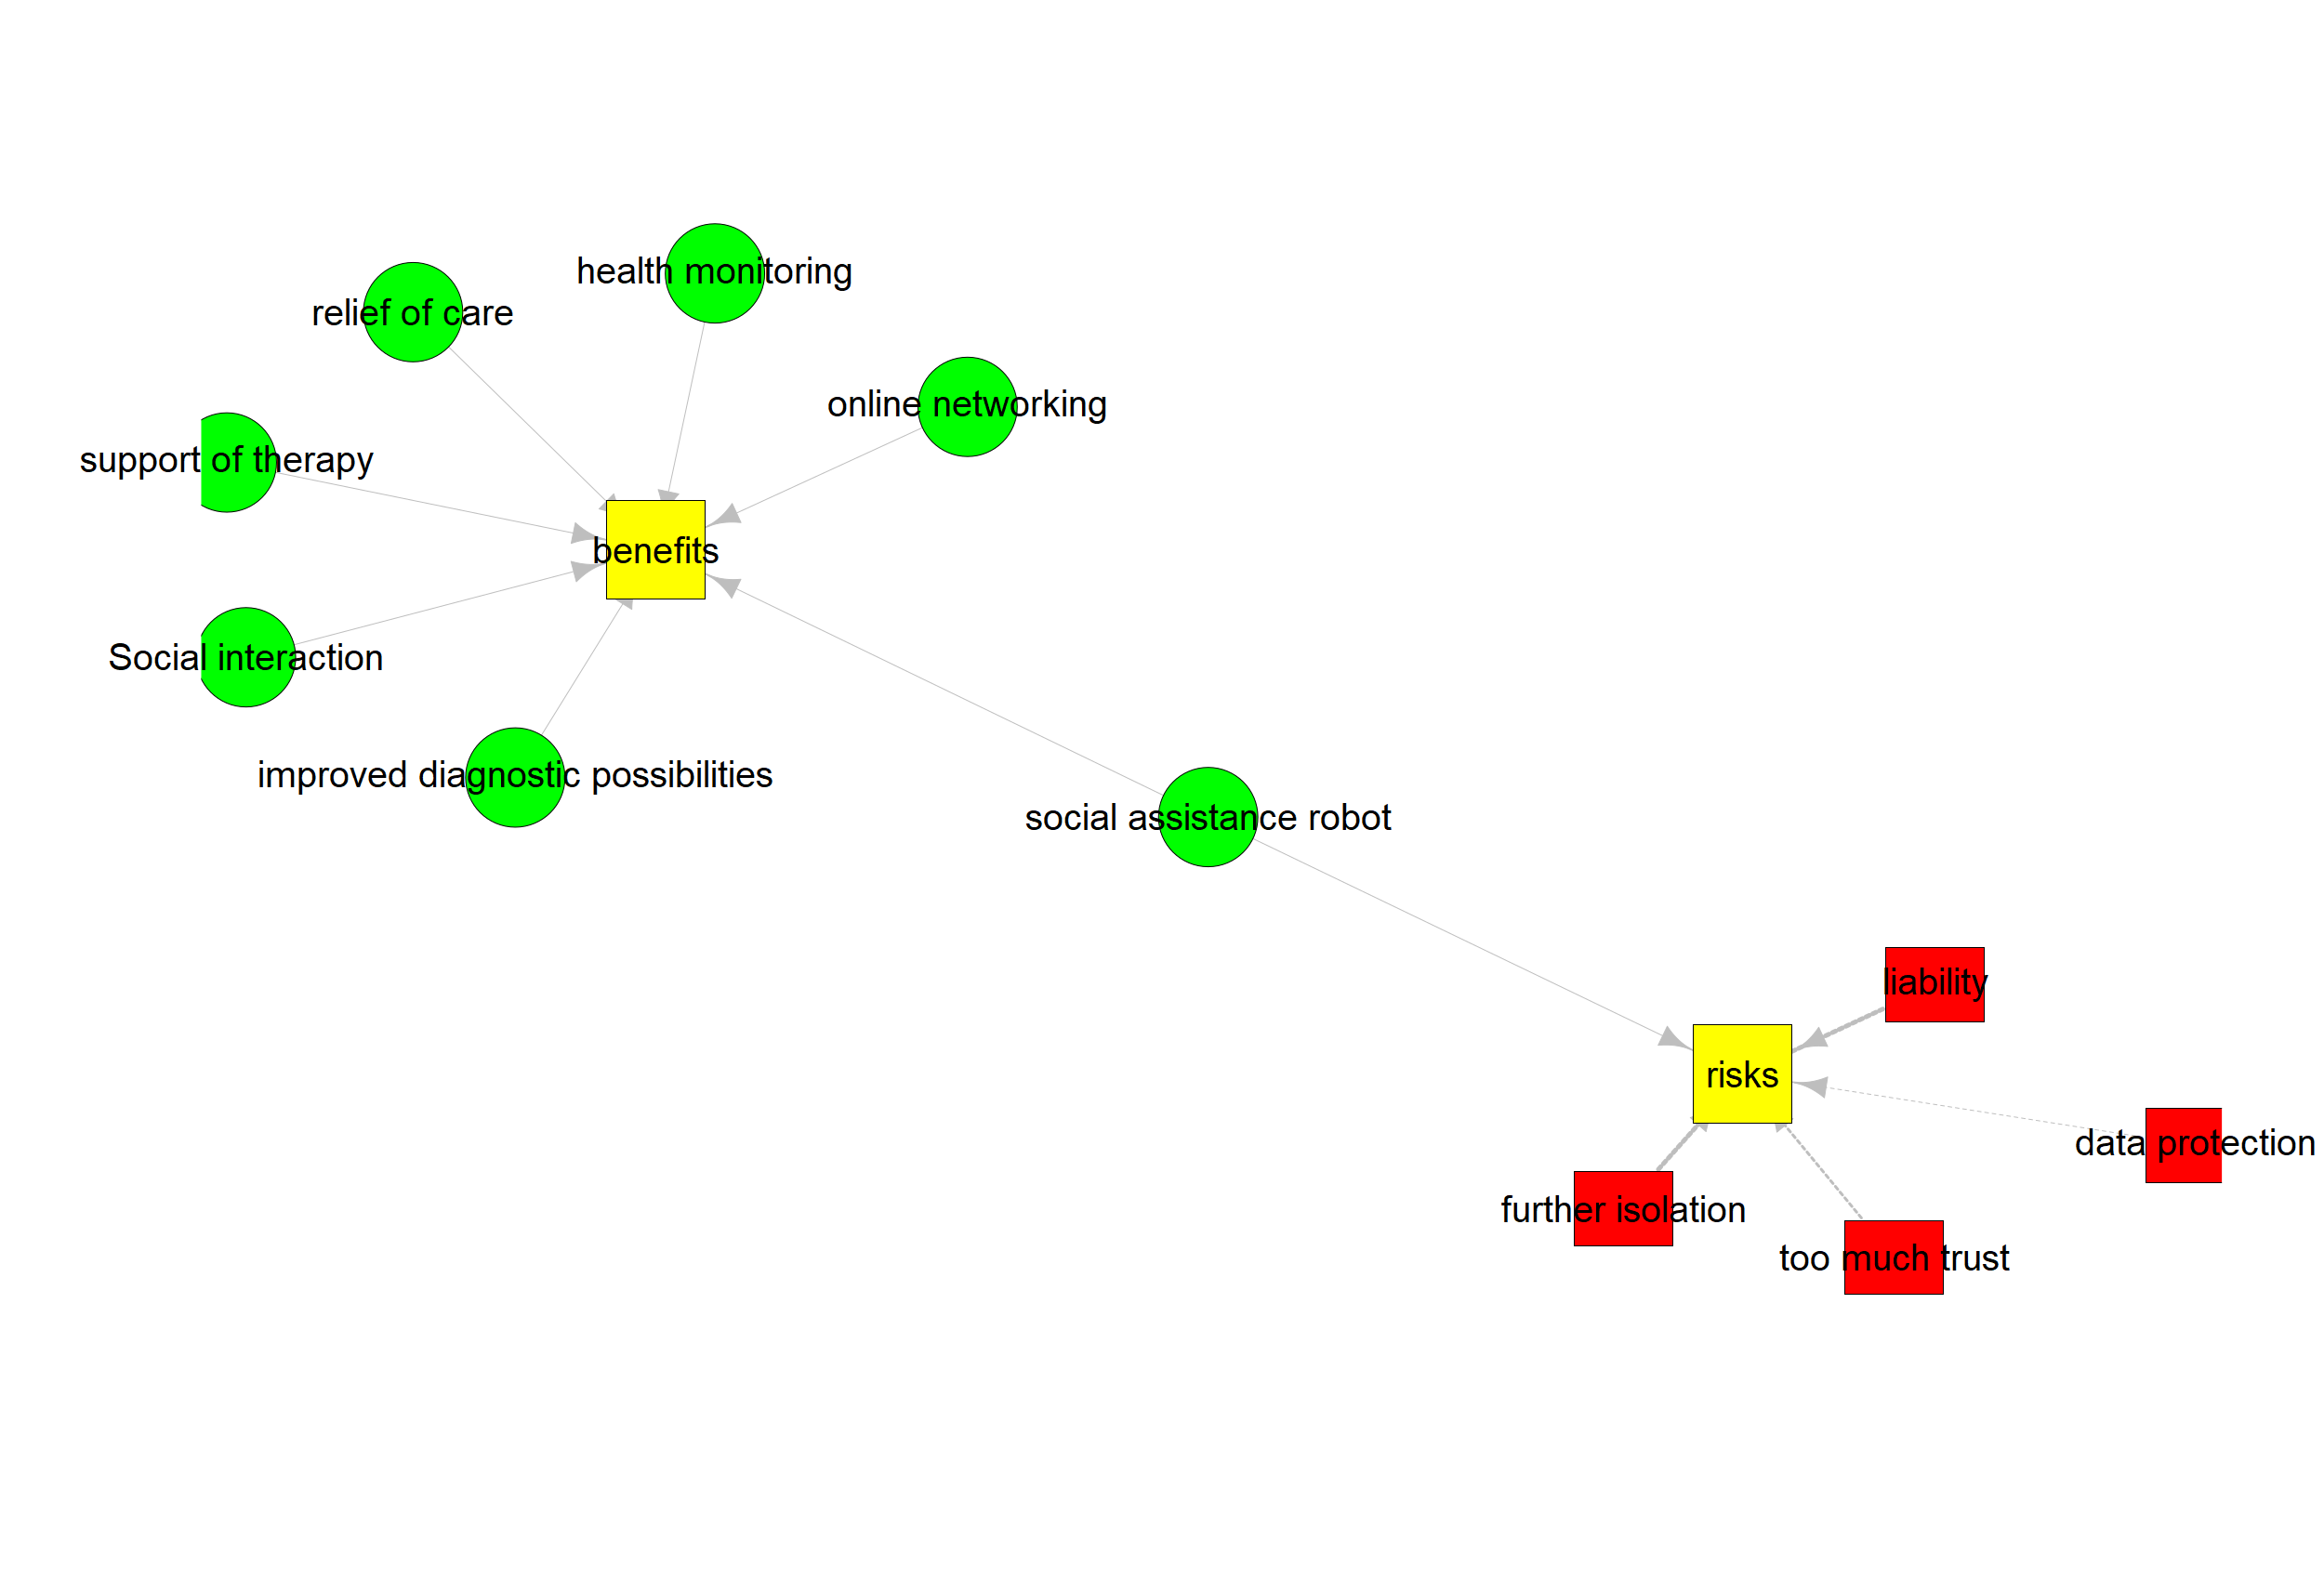 health monitoring
relief of care
online networking
support of therapy
benefits
Social interaction
improved diagnostic possibilities
social assistance robot
liability
risks
data protection
further isolation
too much trust